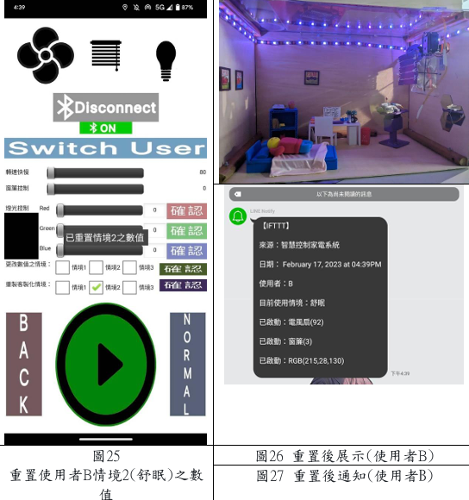 4:39
5G
87%
Disconnect
ON
Switch User
轉速快慢
80
窗簾控制
0
燈光控制
Red
0
確認
Green
0
確認
Blue
0
確認
已重置情境2之數值
更改數值之情境:
情境1
情境2
情境3
確認
重製客製化情境:
情境1
情境2
情境3
確認
BACK
NORMAL
圖25
重置使用者B情境2(舒眠)之數
值
以下為尚未閱讀的訊息
LINE Notify
【IFTTT】
來源：智慧控制家電系統
日期： February 17, 2023 at 04:39PM
使用者：B
目前使用情境：舒眠
已啟動：電風扇(92)
已啟動：窗簾(3)
已啟動：RGB(215,28,130)
下午4:39
圖26 重置後展示(使用者B)
圖27 重置後通知(使用者B)